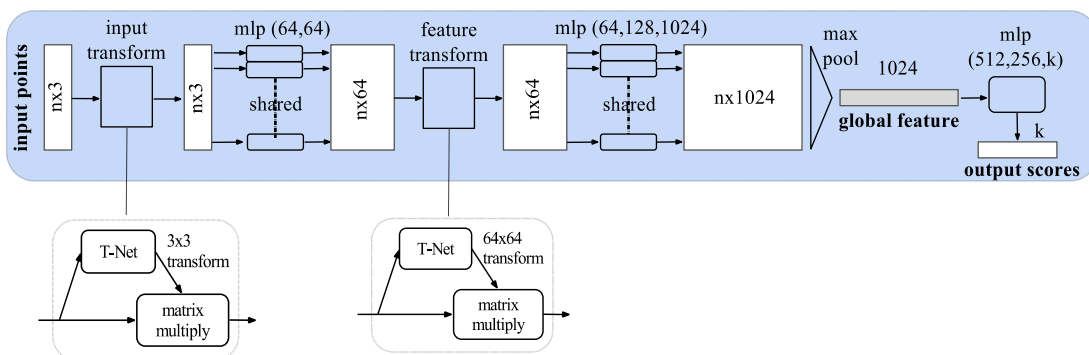 input points
nx3
input
transform
nx3
mlp (64,64)
shared
nx64
feature
transform
nx64
mlp (64,128,1024)
shared
nx1024
max
pool
1024
global feature
mlp
(512,256,k)
k
output scores
T-Net
3x3
transform
matrix
multiply
T-Net
64x64
transform
matrix
multiply